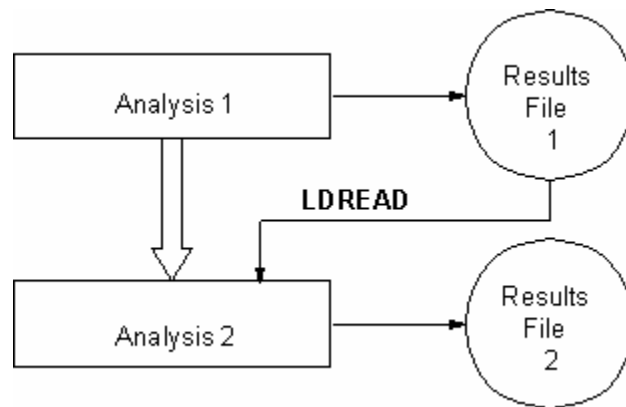 Analysis 1
Results
File
1
LDREAD
Analysis 2
Results
File
2